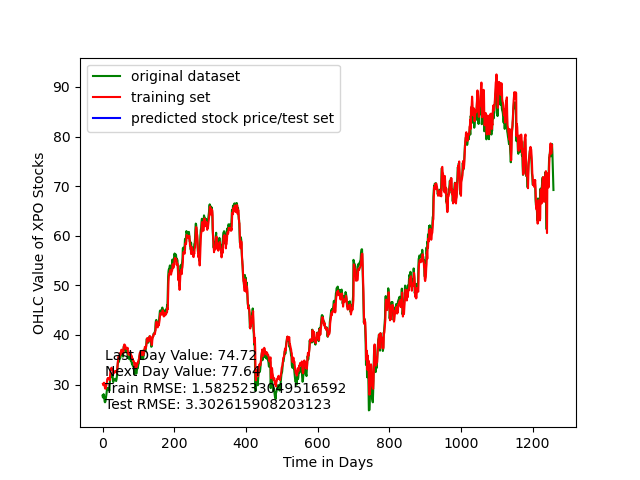 original dataset
training set
predicted stock price/test set
OHLC Value of XPO Stocks
90
80
70
60
50
40
30
Last Day Value: 74.72
Next Day Value: 77.64
Train RMSE: 1.5825233049516592
Test RMSE: 3.302615908203123
0
200
400
600
800
1000
1200
Time in Days